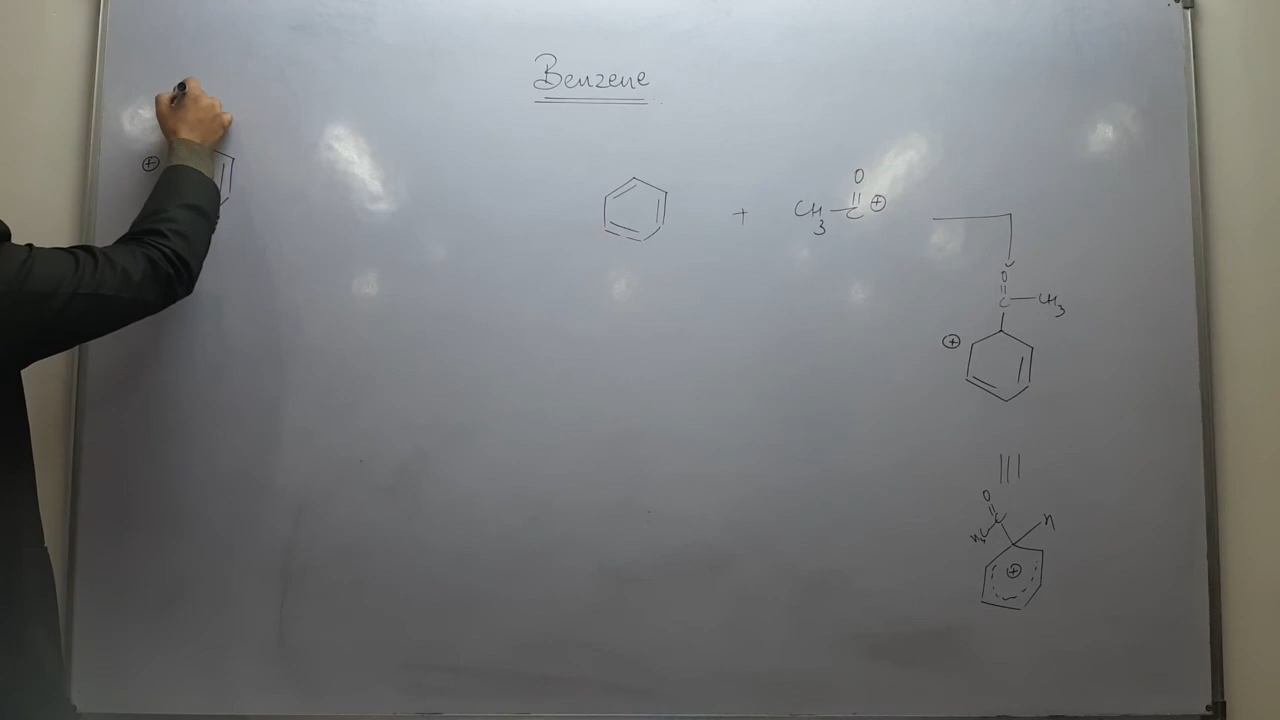 Benzene
+ CH3 C O ⊕
O
C CH3
⊕
O
C
H3C H
⊕
⊕